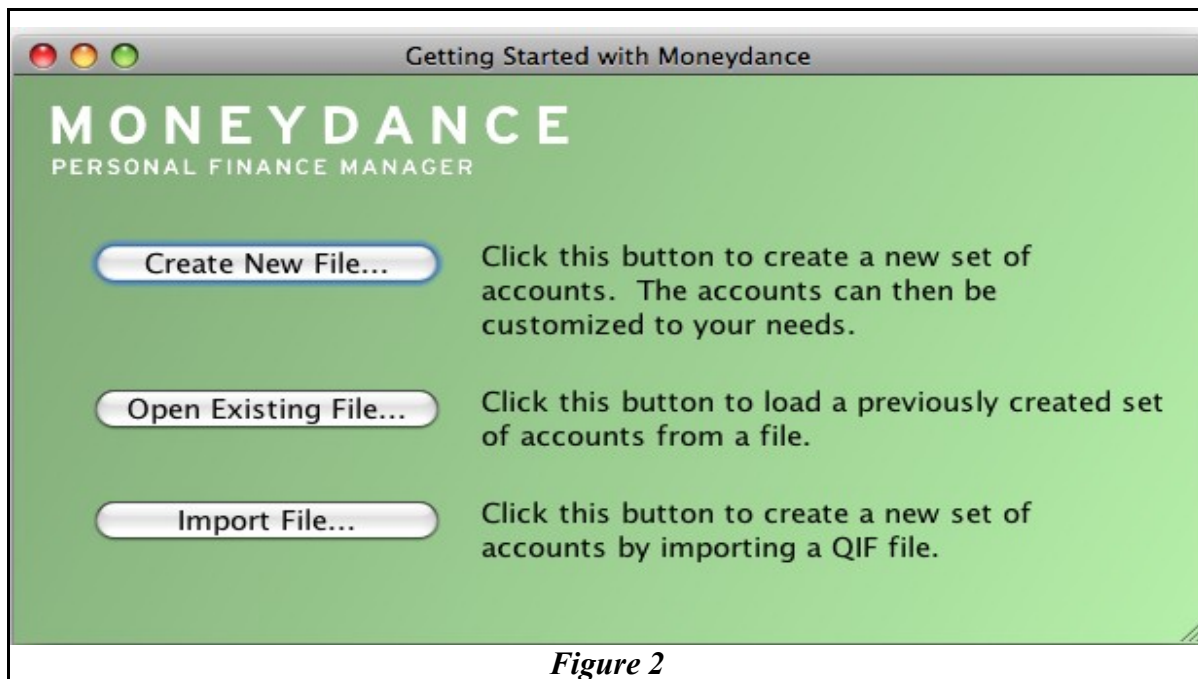 Getting Started with Moneydance
MONEYDANCE
PERSONAL FINANCE MANAGER
Create New File...
Click this button to create a new set of
accounts.  The accounts can then be
customized to your needs.
Open Existing File...
Click this button to load a previously created set
of accounts from a file.
Import File...
Click this button to create a new set of
accounts by importing a QIF file.
Figure 2